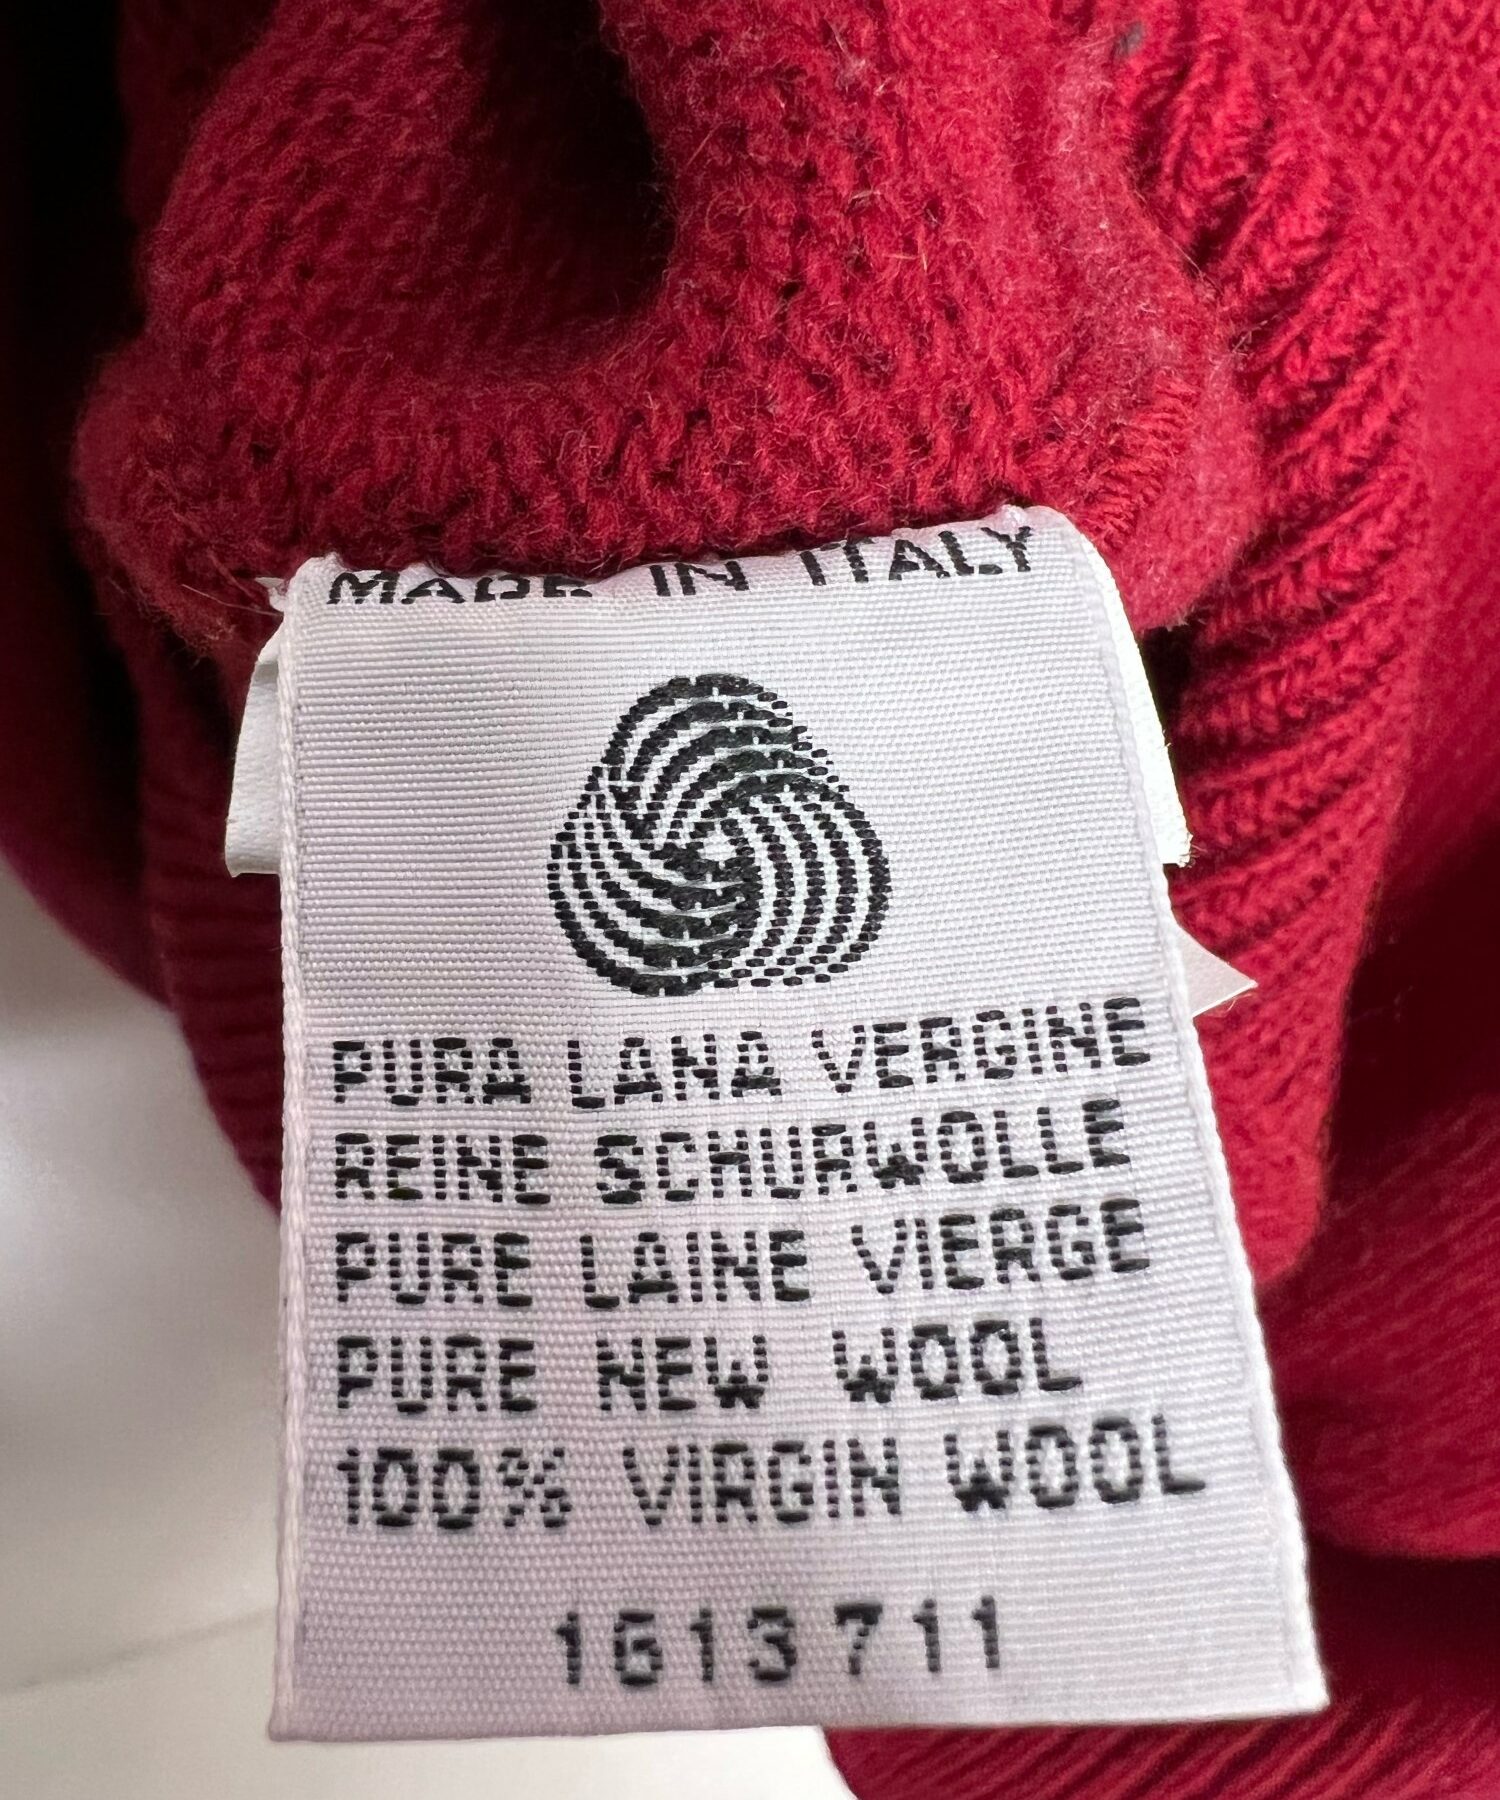 MADE IN ITALY
PURA LANA VERGINE
REINE SCHURWOLLE
PURE LAINE VIERGE
PURE NEW WOOL
100% VIRGIN WOOL
1613711